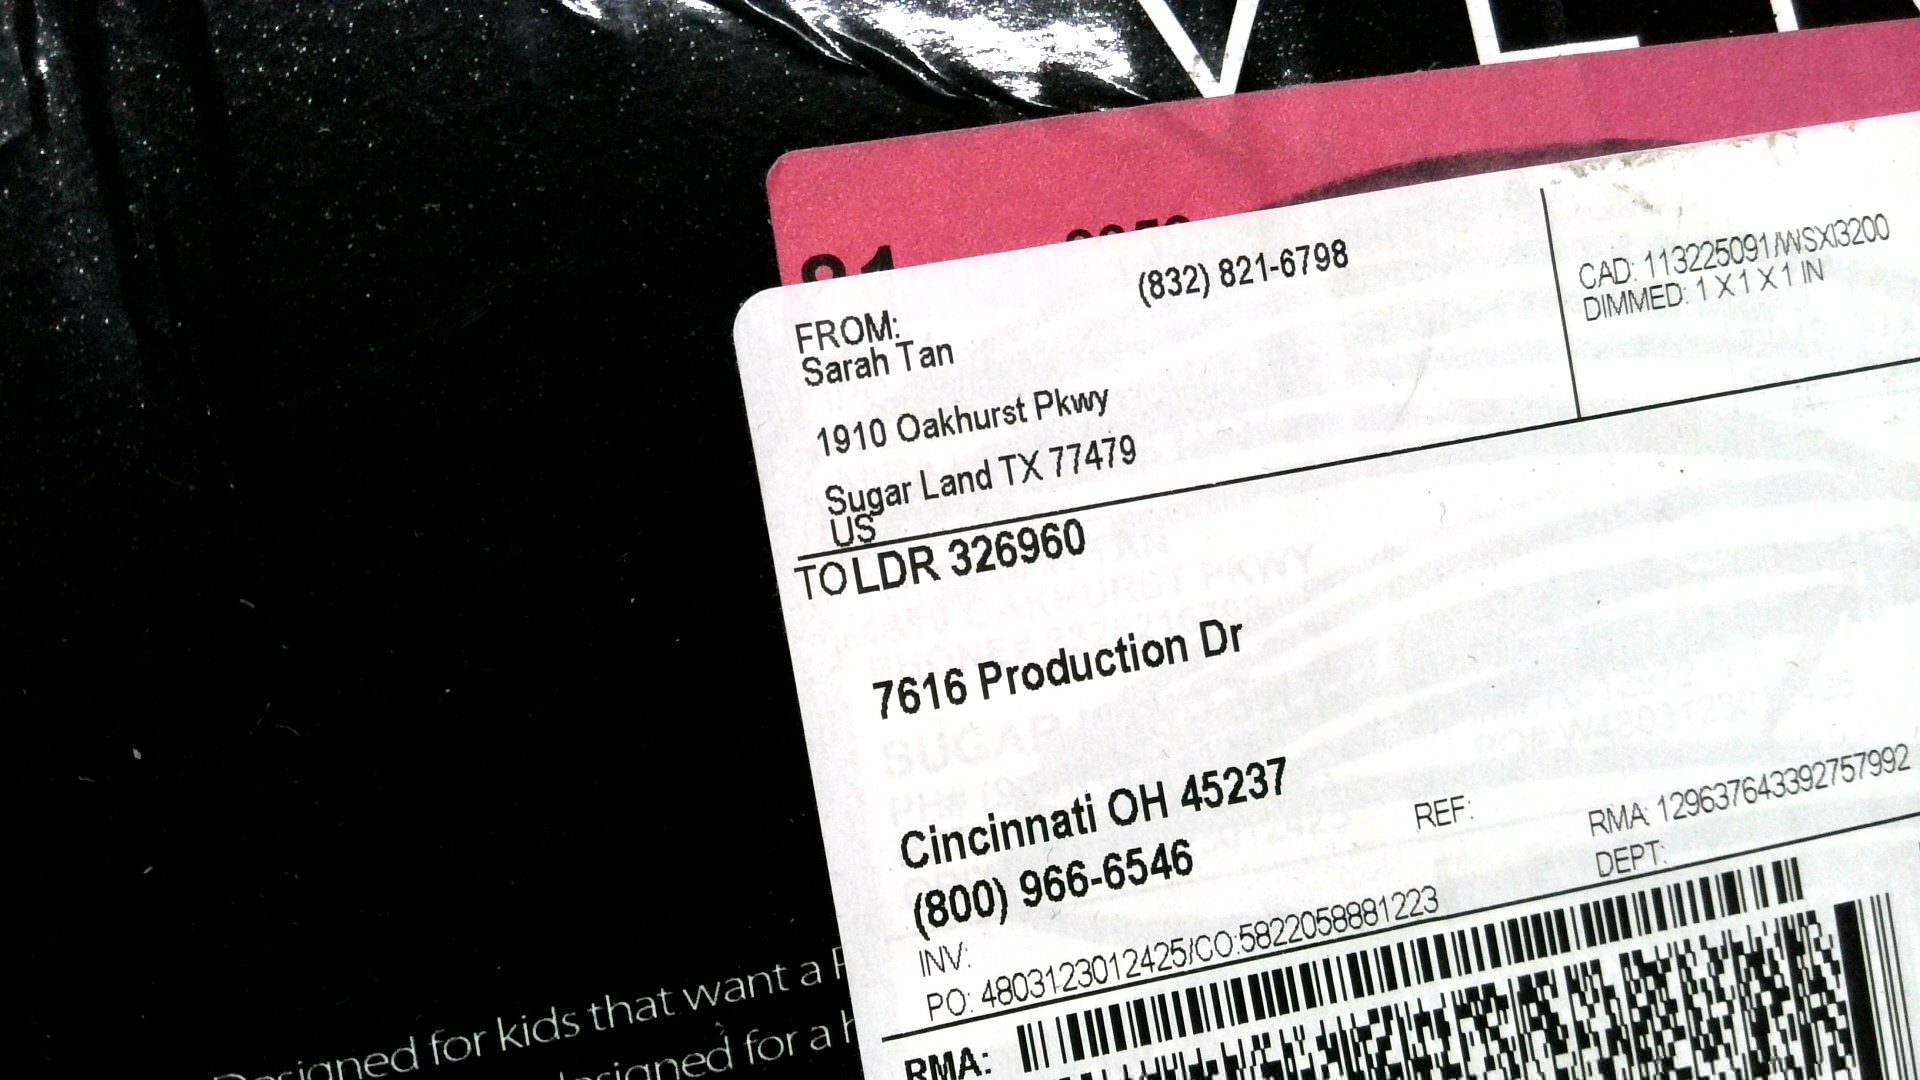 (832) 821-6798
FROM:
Sarah Tan
1910 Oakhurst Pkwy
Sugar Land TX 77479
US
CAD: 113225091/WSXI3200
DIMMED: 1 X 1 X 1 IN
TO LDR 326960
7616 Production Dr
Cincinnati OH 45237
(800) 966-6546
REF:
RMA: 129637643392757992
DEPT:
INV:
PO: 4803123012425/CO:5822058881223
RMA:
Designed for kids that want a
designed for a